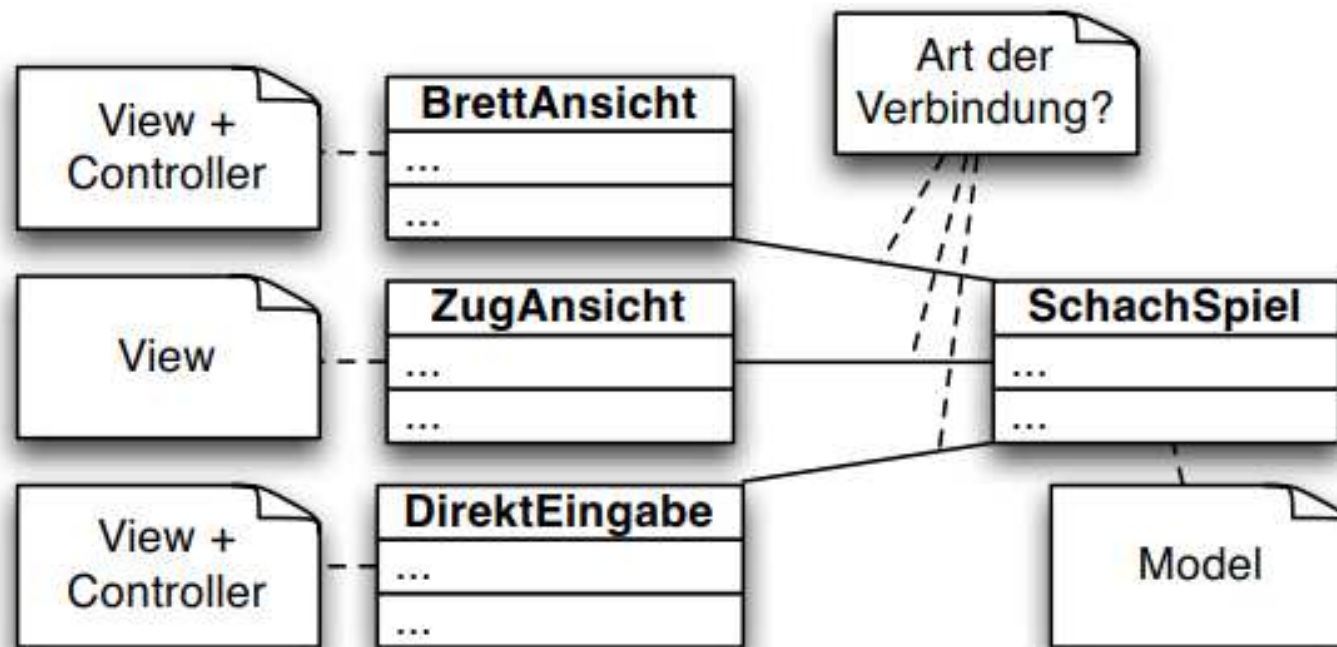 Art der
Verbindung?
View +
Controller
BrettAnsicht
...
...
View
ZugAnsicht
...
...
SchachSpiel
...
...
View +
Controller
DirektEingabe
...
...
Model